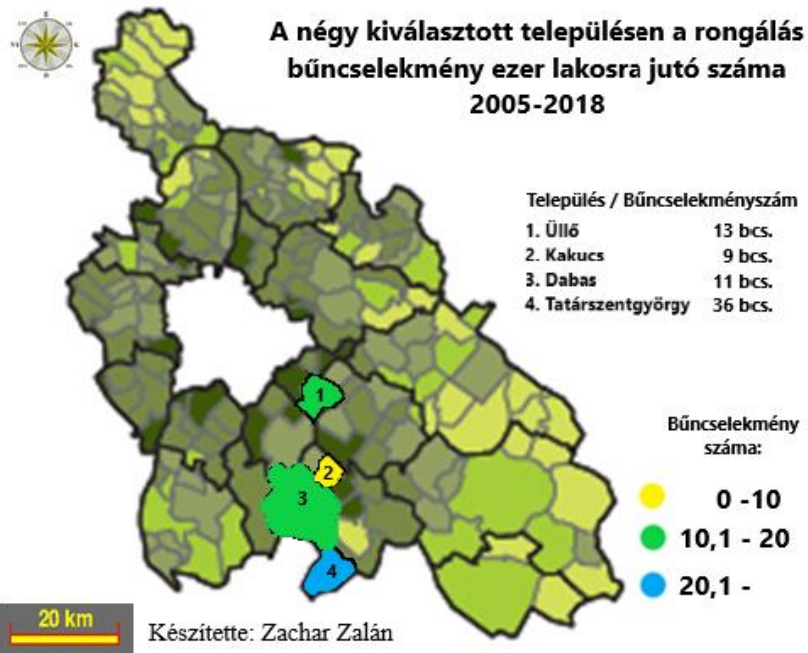 A négy kiválasztott településen a rongálás
bűncselekmény ezer lakosra jutó száma
2005-2018
Település / Bűncselekményszám
1. Üllő 13 bcs.
2. Kakucs 9 bcs.
3. Dabas 11 bcs.
4. Tatárszentgyörgy 36 bcs.
1
2
3
4
Bűncselekmény
száma:
0 -10
10,1 - 20
20,1 -
20 km
Készítette: Zachar Zalán